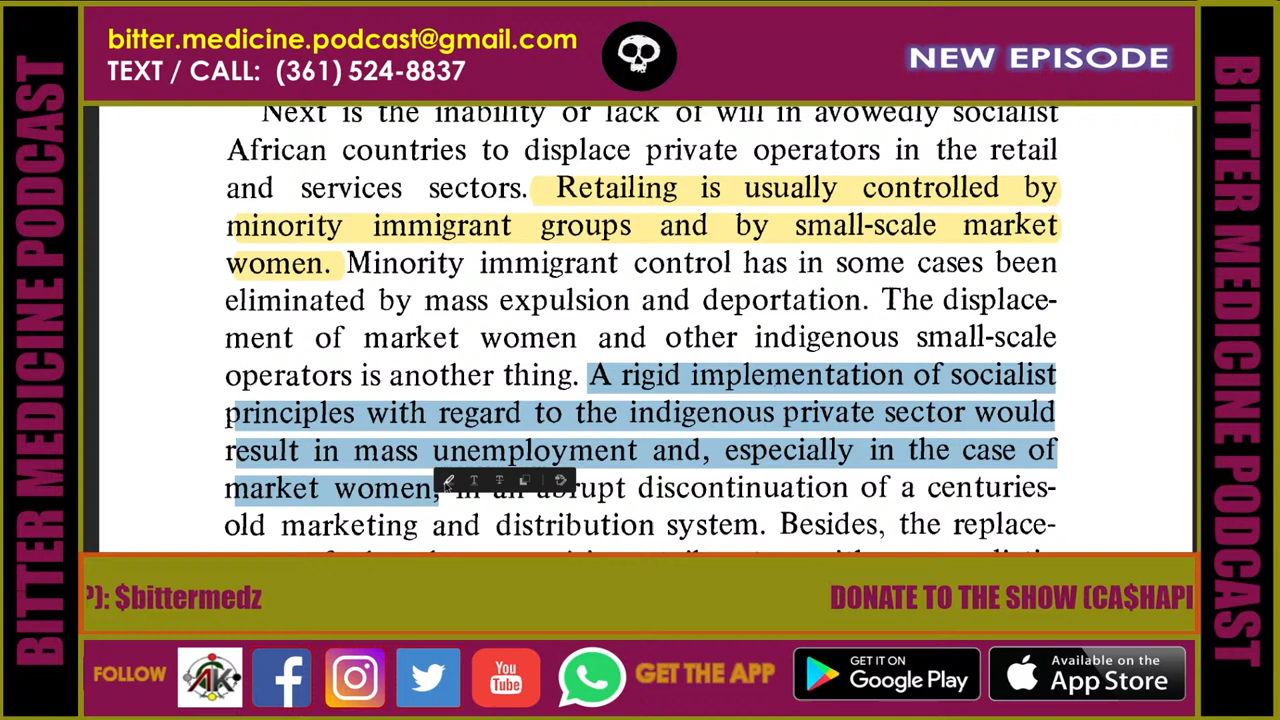 bitter.medicine.podcast@gmail.com
TEXT / CALL: (361) 524-8837
NEW EPISODE
BITTER MEDICINE PODCAST
Next is the inability or lack of will in avowedly socialist
African countries to displace private operators in the retail
and services sectors. Retailing is usually controlled by
minority immigrant groups and by small-scale market
women. Minority immigrant control has in some cases been
eliminated by mass expulsion and deportation. The displace-
ment of market women and other indigenous small-scale
operators is another thing. A rigid implementation of socialist
principles with regard to the indigenous private sector would
result in mass unemployment and, especially in the case of
market women, in an abrupt discontinuation of a centuries-
old marketing and distribution system. Besides, the replace-
BITTER MEDICINE PODCAST
P): $bittermedz
DONATE TO THE SHOW (CA$HAP
FOLLOW
ATK
You
Tube
GET THE APP
GET IT ON
Google Play
Available on the
App Store